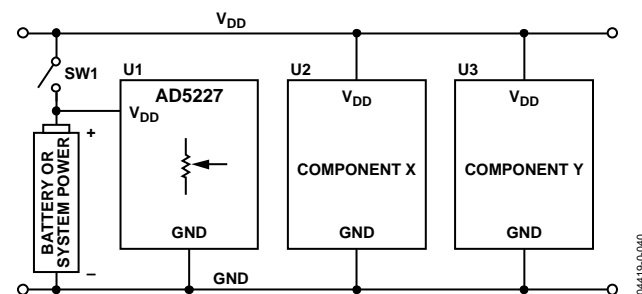 VDD
SW1
U1
AD5227
VDD
GND
U2
VDD
COMPONENT X
GND
U3
VDD
COMPONENT Y
GND
+
BATTERY OR
SYSTEM POWER
–
GND
04419-0-040